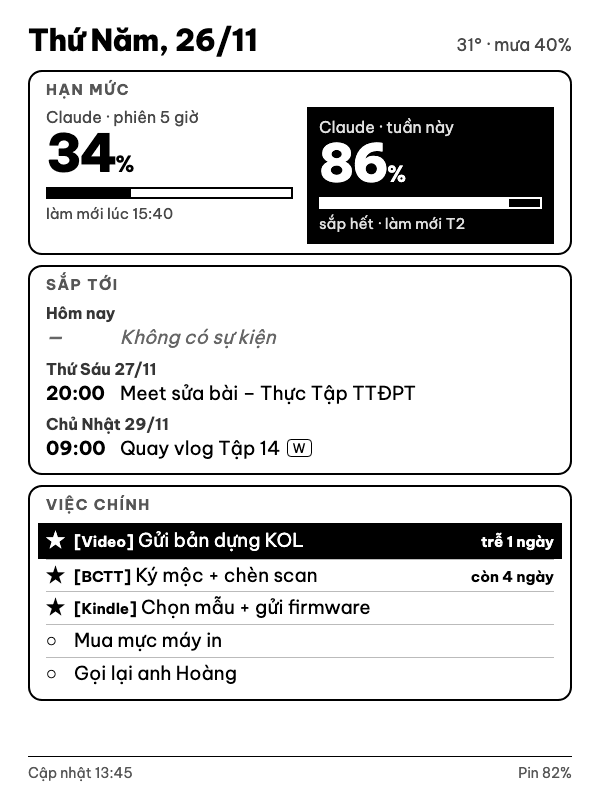 Thứ Năm, 26/11
31° · mưa 40%
HẠN MỨC
Claude · phiên 5 giờ
34%
làm mới lúc 15:40
Claude · tuần này
86%
sắp hết · làm mới T2
SẮP TỚI
Hôm nay
– Không có sự kiện
Thứ Sáu 27/11
20:00 Meet sửa bài – Thực Tập TTĐPT
Chủ Nhật 29/11
09:00 Quay vlog Tập 14 W
VIỆC CHÍNH
★ [Video] Gửi bản dựng KOL trễ 1 ngày
★ [BCTT] Ký mộc + chèn scan còn 4 ngày
★ [Kindle] Chọn mẫu + gửi firmware
○ Mua mực máy in
○ Gọi lại anh Hoàng
Cập nhật 13:45
Pin 82%